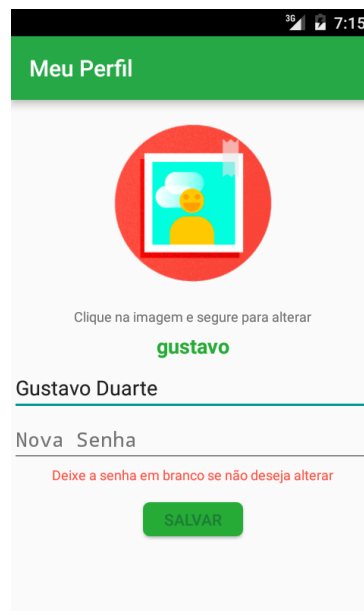 3G 7:15
Meu Perfil
Clique na imagem e segure para alterar
gustavo
Gustavo Duarte
Nova Senha
Deixe a senha em branco se não deseja alterar
SALVAR